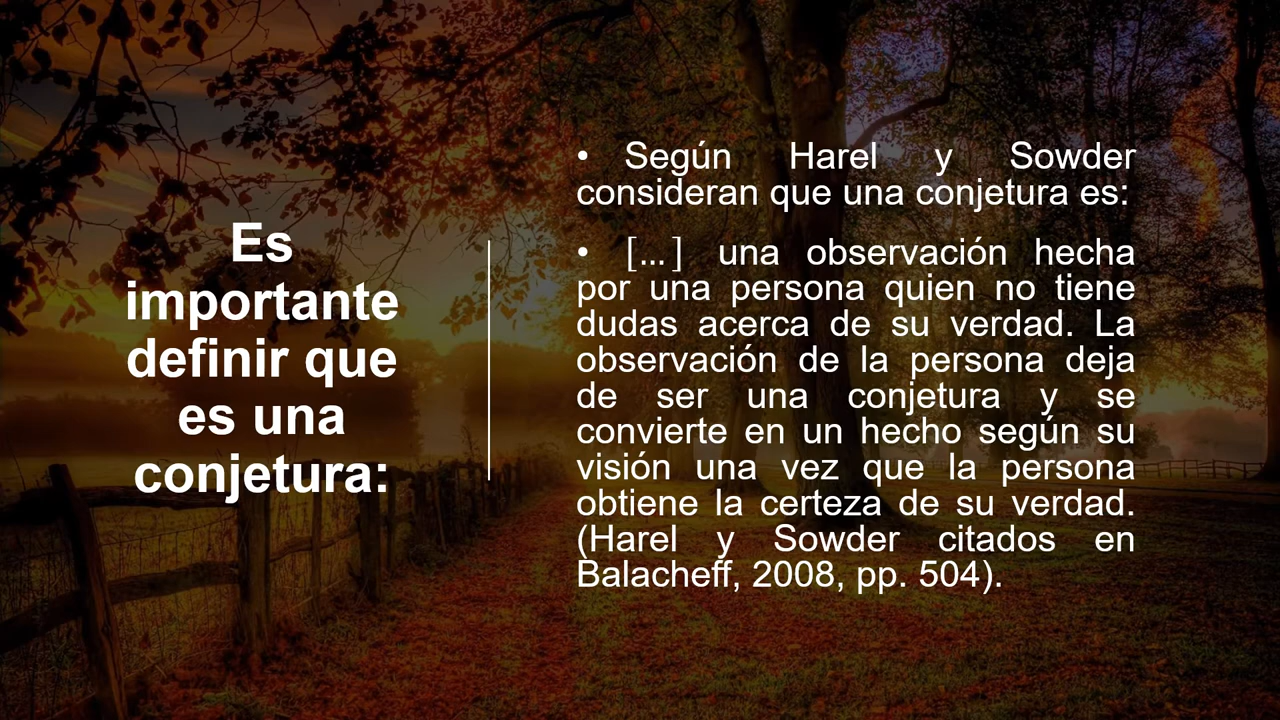 Es
importante
definir que
es una
conjetura:
• Según Harel y Sowder
consideran que una conjetura es:
• [...] una observación hecha
por una persona quien no tiene
dudas acerca de su verdad. La
observación de la persona deja
de ser una conjetura y se
convierte en un hecho según su
visión una vez que la persona
obtiene la certeza de su verdad.
(Harel y Sowder citados en
Balacheff, 2008, pp. 504).